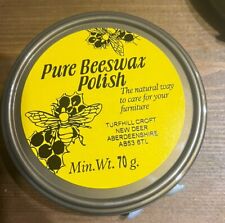 Pure Beeswax
Polish
The natural way
to care for your
furniture
TURFHILL CROFT
NEW DEER
ABERDEENSHIRE
AB53 6TL
Min. Wt. 70 g.